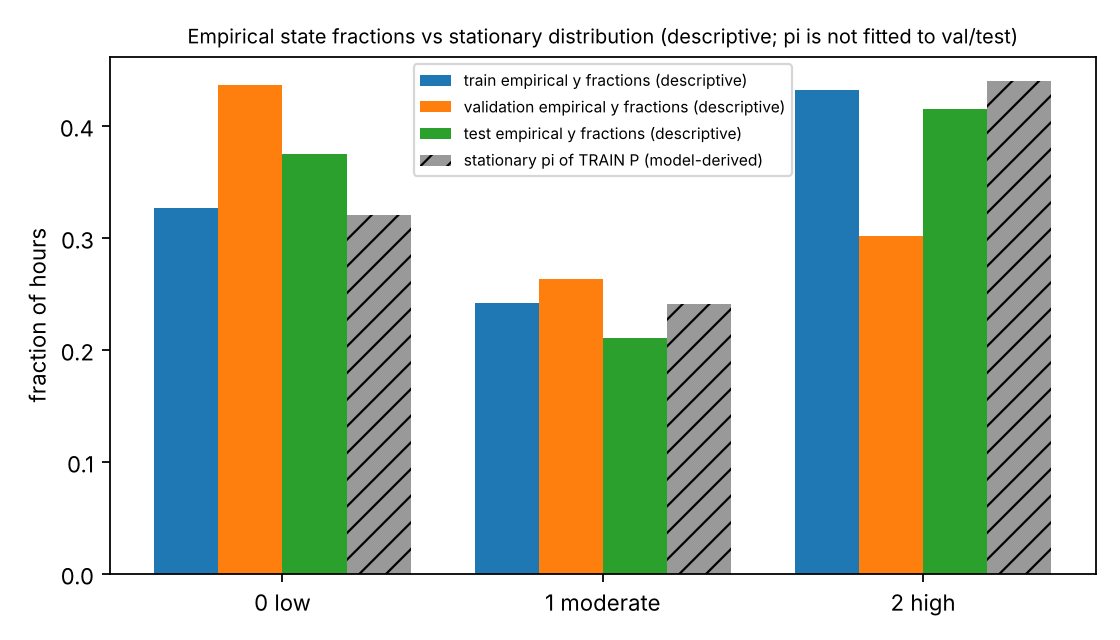 Empirical state fractions vs stationary distribution (descriptive; pi is not fitted to val/test)
train empirical y fractions (descriptive)
validation empirical y fractions (descriptive)
test empirical y fractions (descriptive)
stationary pi of TRAIN P (model-derived)
fraction of hours
0.4
0.3
0.2
0.1
0.0
0 low
1 moderate
2 high